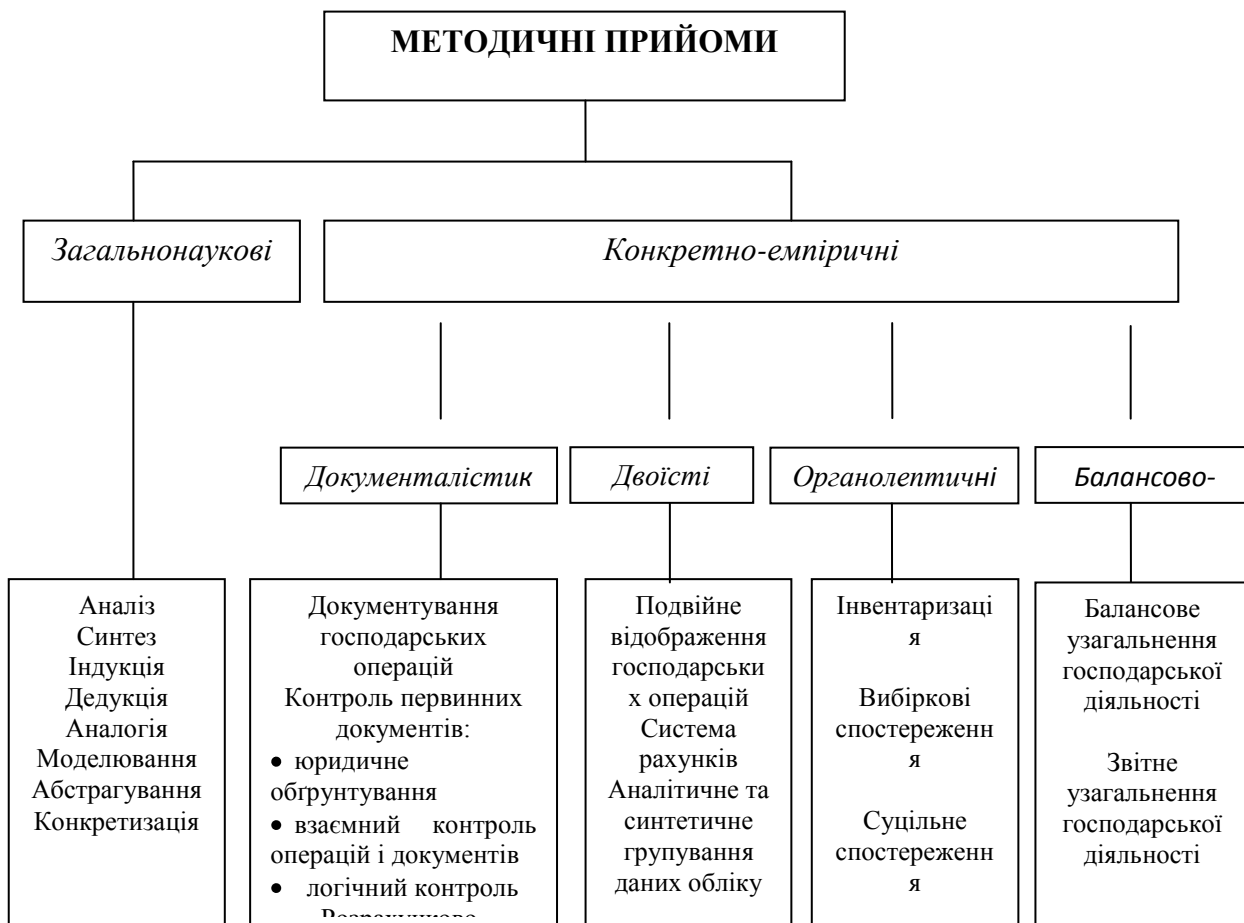 МЕТОДИЧНІ ПРИЙОМИ
Загальнонаукові
Конкретно-емпіричні
Документалістик
Двоїсті
Органолептичні
Балансово-
Аналіз
Синтез
Індукція
Дедукція
Аналогія
Моделювання
Абстрагування
Конкретизація
Документування
господарських
операцій
Контроль первинних
документів:
• юридичне
обґрунтування
• взаємний контроль
операцій і документів
• логічний контроль
Подвійне
відображення
господарськи
х операцій
Система
рахунків
Аналітичне та
синтетичне
групування
даних обліку
Інвентаризаці
я
Вибіркові
спостереженн
я
Суцільне
спостереженн
я
Балансове
узагальнення
господарської
діяльності
Звітне
узагальнення
господарської
діяльності